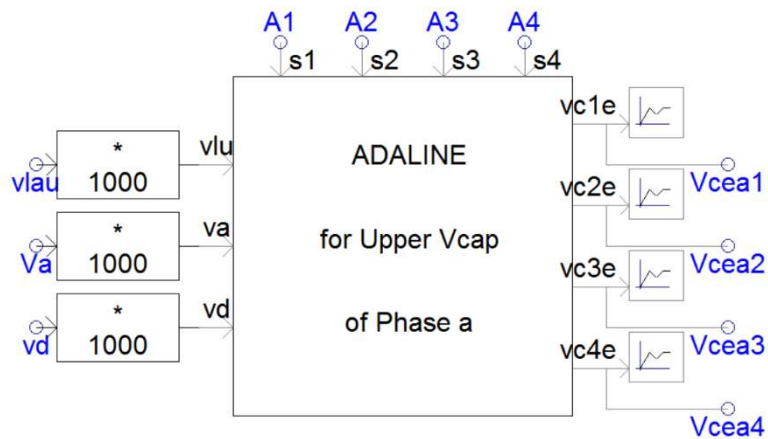 A1 A2 A3 A4
s1 s2 s3 s4
vlau * 1000 vlu
Va * 1000 va
vd * 1000 vd
ADALINE
for Upper Vcap
of Phase a
vc1e Vcea1
vc2e Vcea2
vc3e Vcea3
vc4e Vcea4